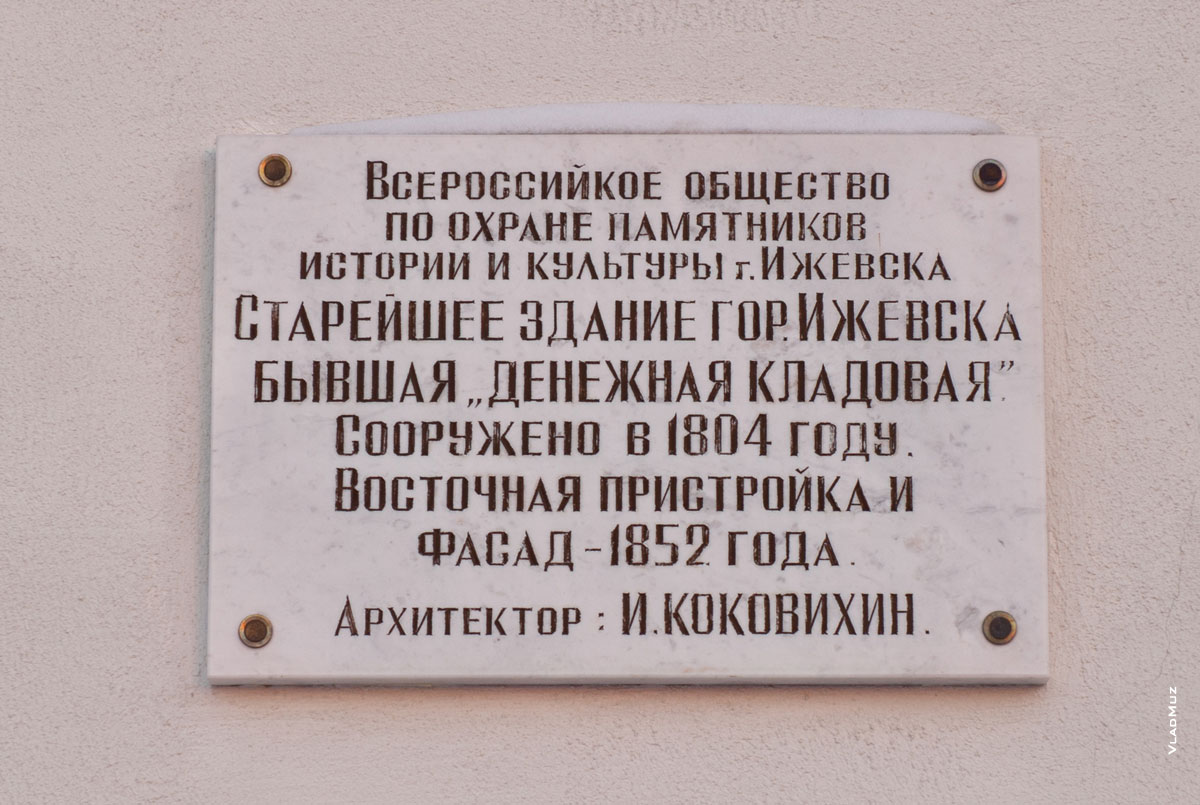 Всероссийкое общество
по охране памятников
истории и культуры г. Ижевска
Старейшее здание гор. Ижевска
бывшая „Денежная кладовая”.
Сооружено в 1804 году.
Восточная пристройка и
фасад – 1852 года.
Архитектор : И. Коковихин.
VladMuz